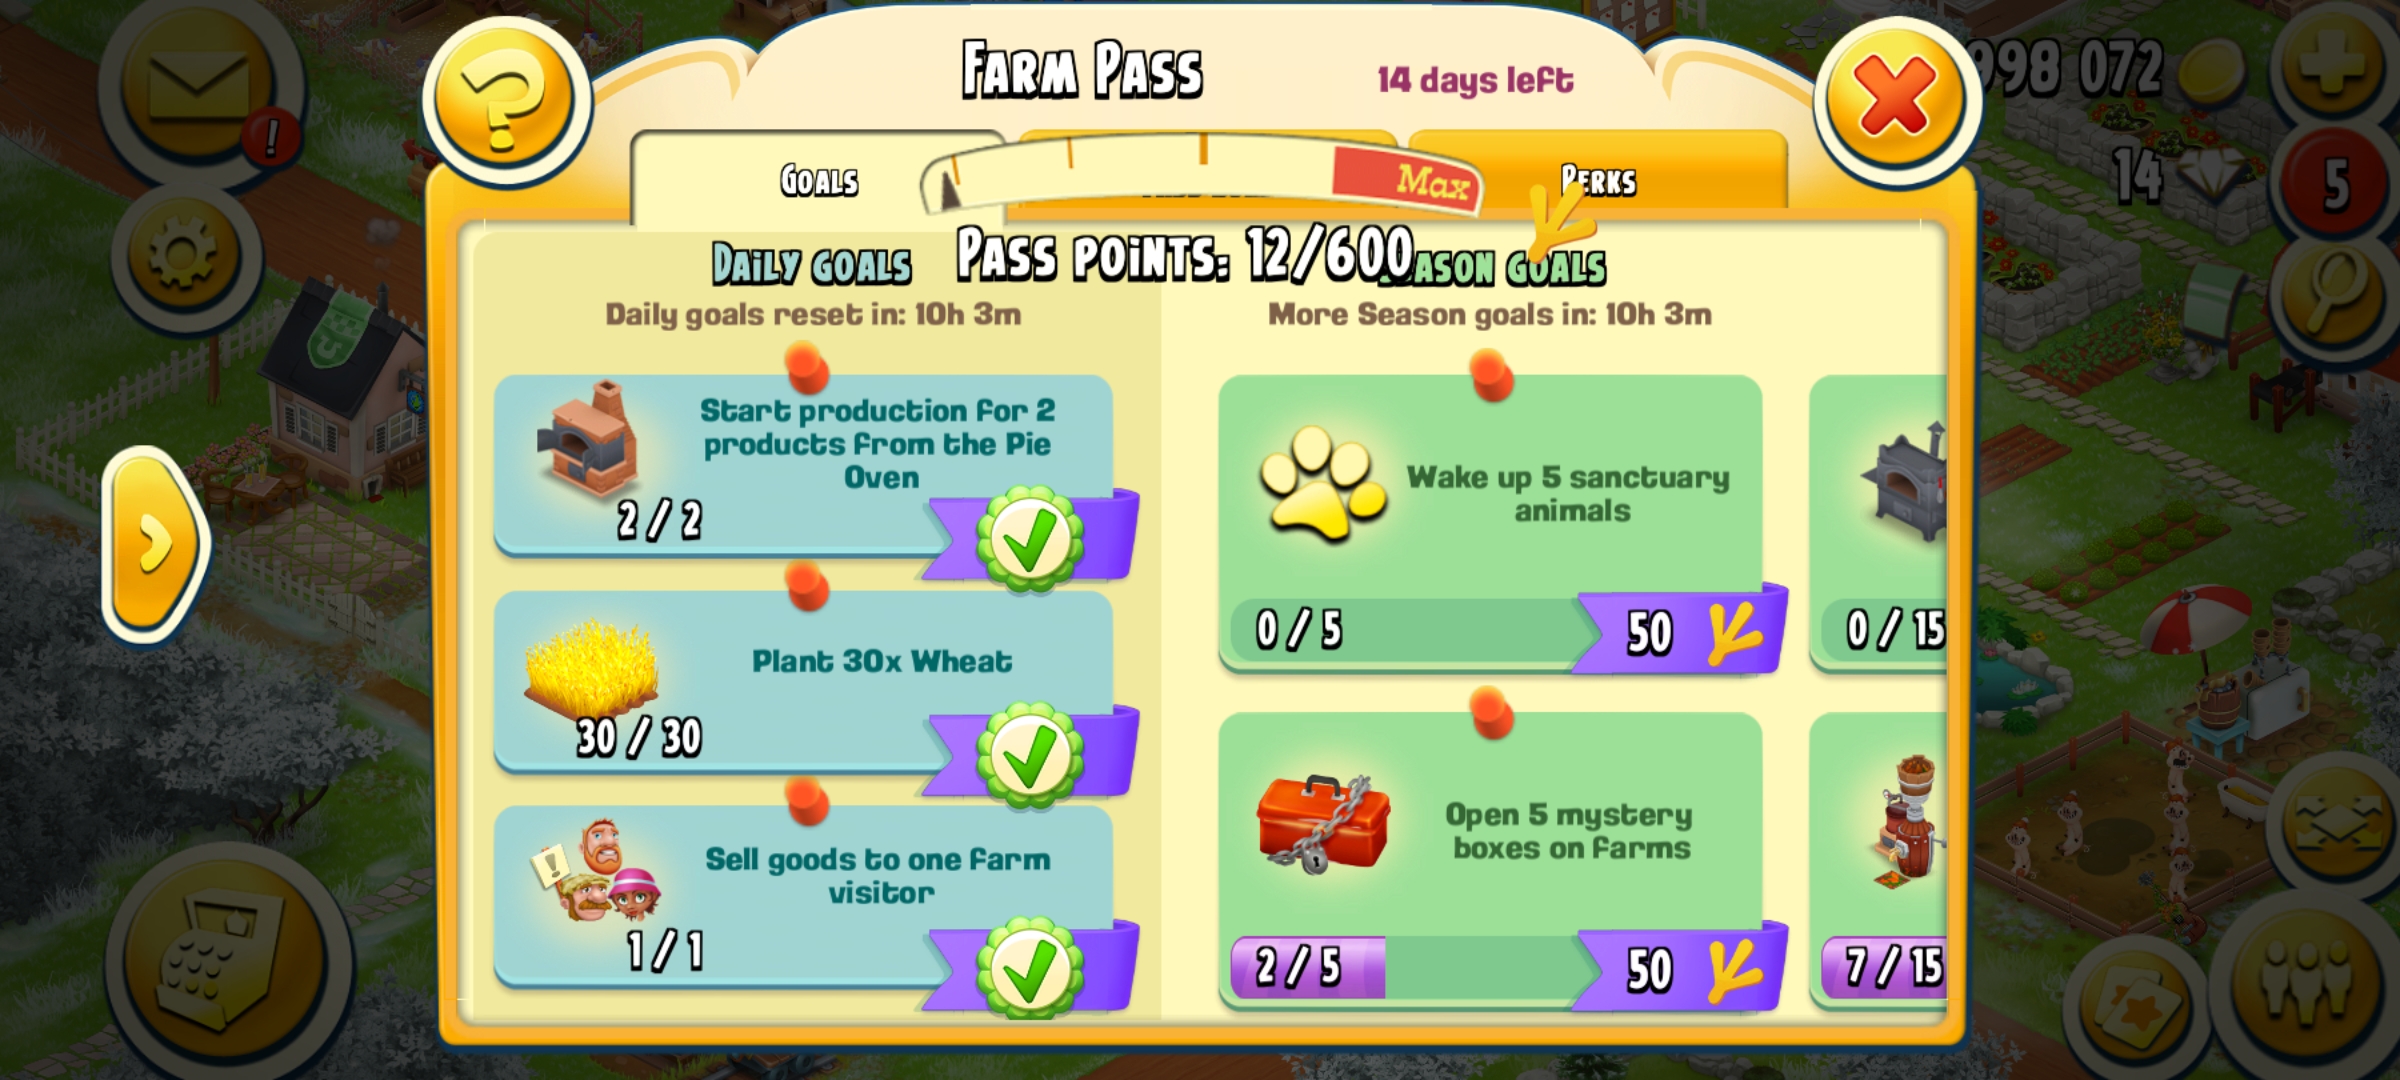 FARM PASS
14 days left
998 072
14
5
!
GOALS
Max
PERKS
DAILY GOALS
PASS POINTS: 12/600
GOALS
Daily goals reset in: 10h 3m
More Season goals in: 10h 3m
Start production for 2
products from the Pie
Oven
2 / 2
Plant 30x Wheat
30 / 30
Sell goods to one farm
visitor
1 / 1
Wake up 5 sanctuary
animals
0 / 5
50
0 / 15
Open 5 mystery
boxes on farms
2 / 5
50
7 / 15